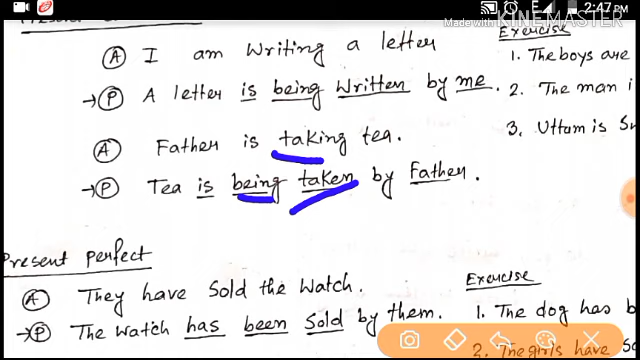 2:47PM
Made with KINEMASTER
Exercise
Ⓐ I am writing a letter
1. The boys are
→Ⓟ A letter is being written by me.
2. The man i
3. Uttam is
Ⓐ Father is taking tea.
→Ⓟ Tea is being taken by Father.
Present perfect
Ⓐ They have Sold the Watch.
Exercise
→Ⓟ The watch has been Sold by them.
1. The dog has b
2. The girls have